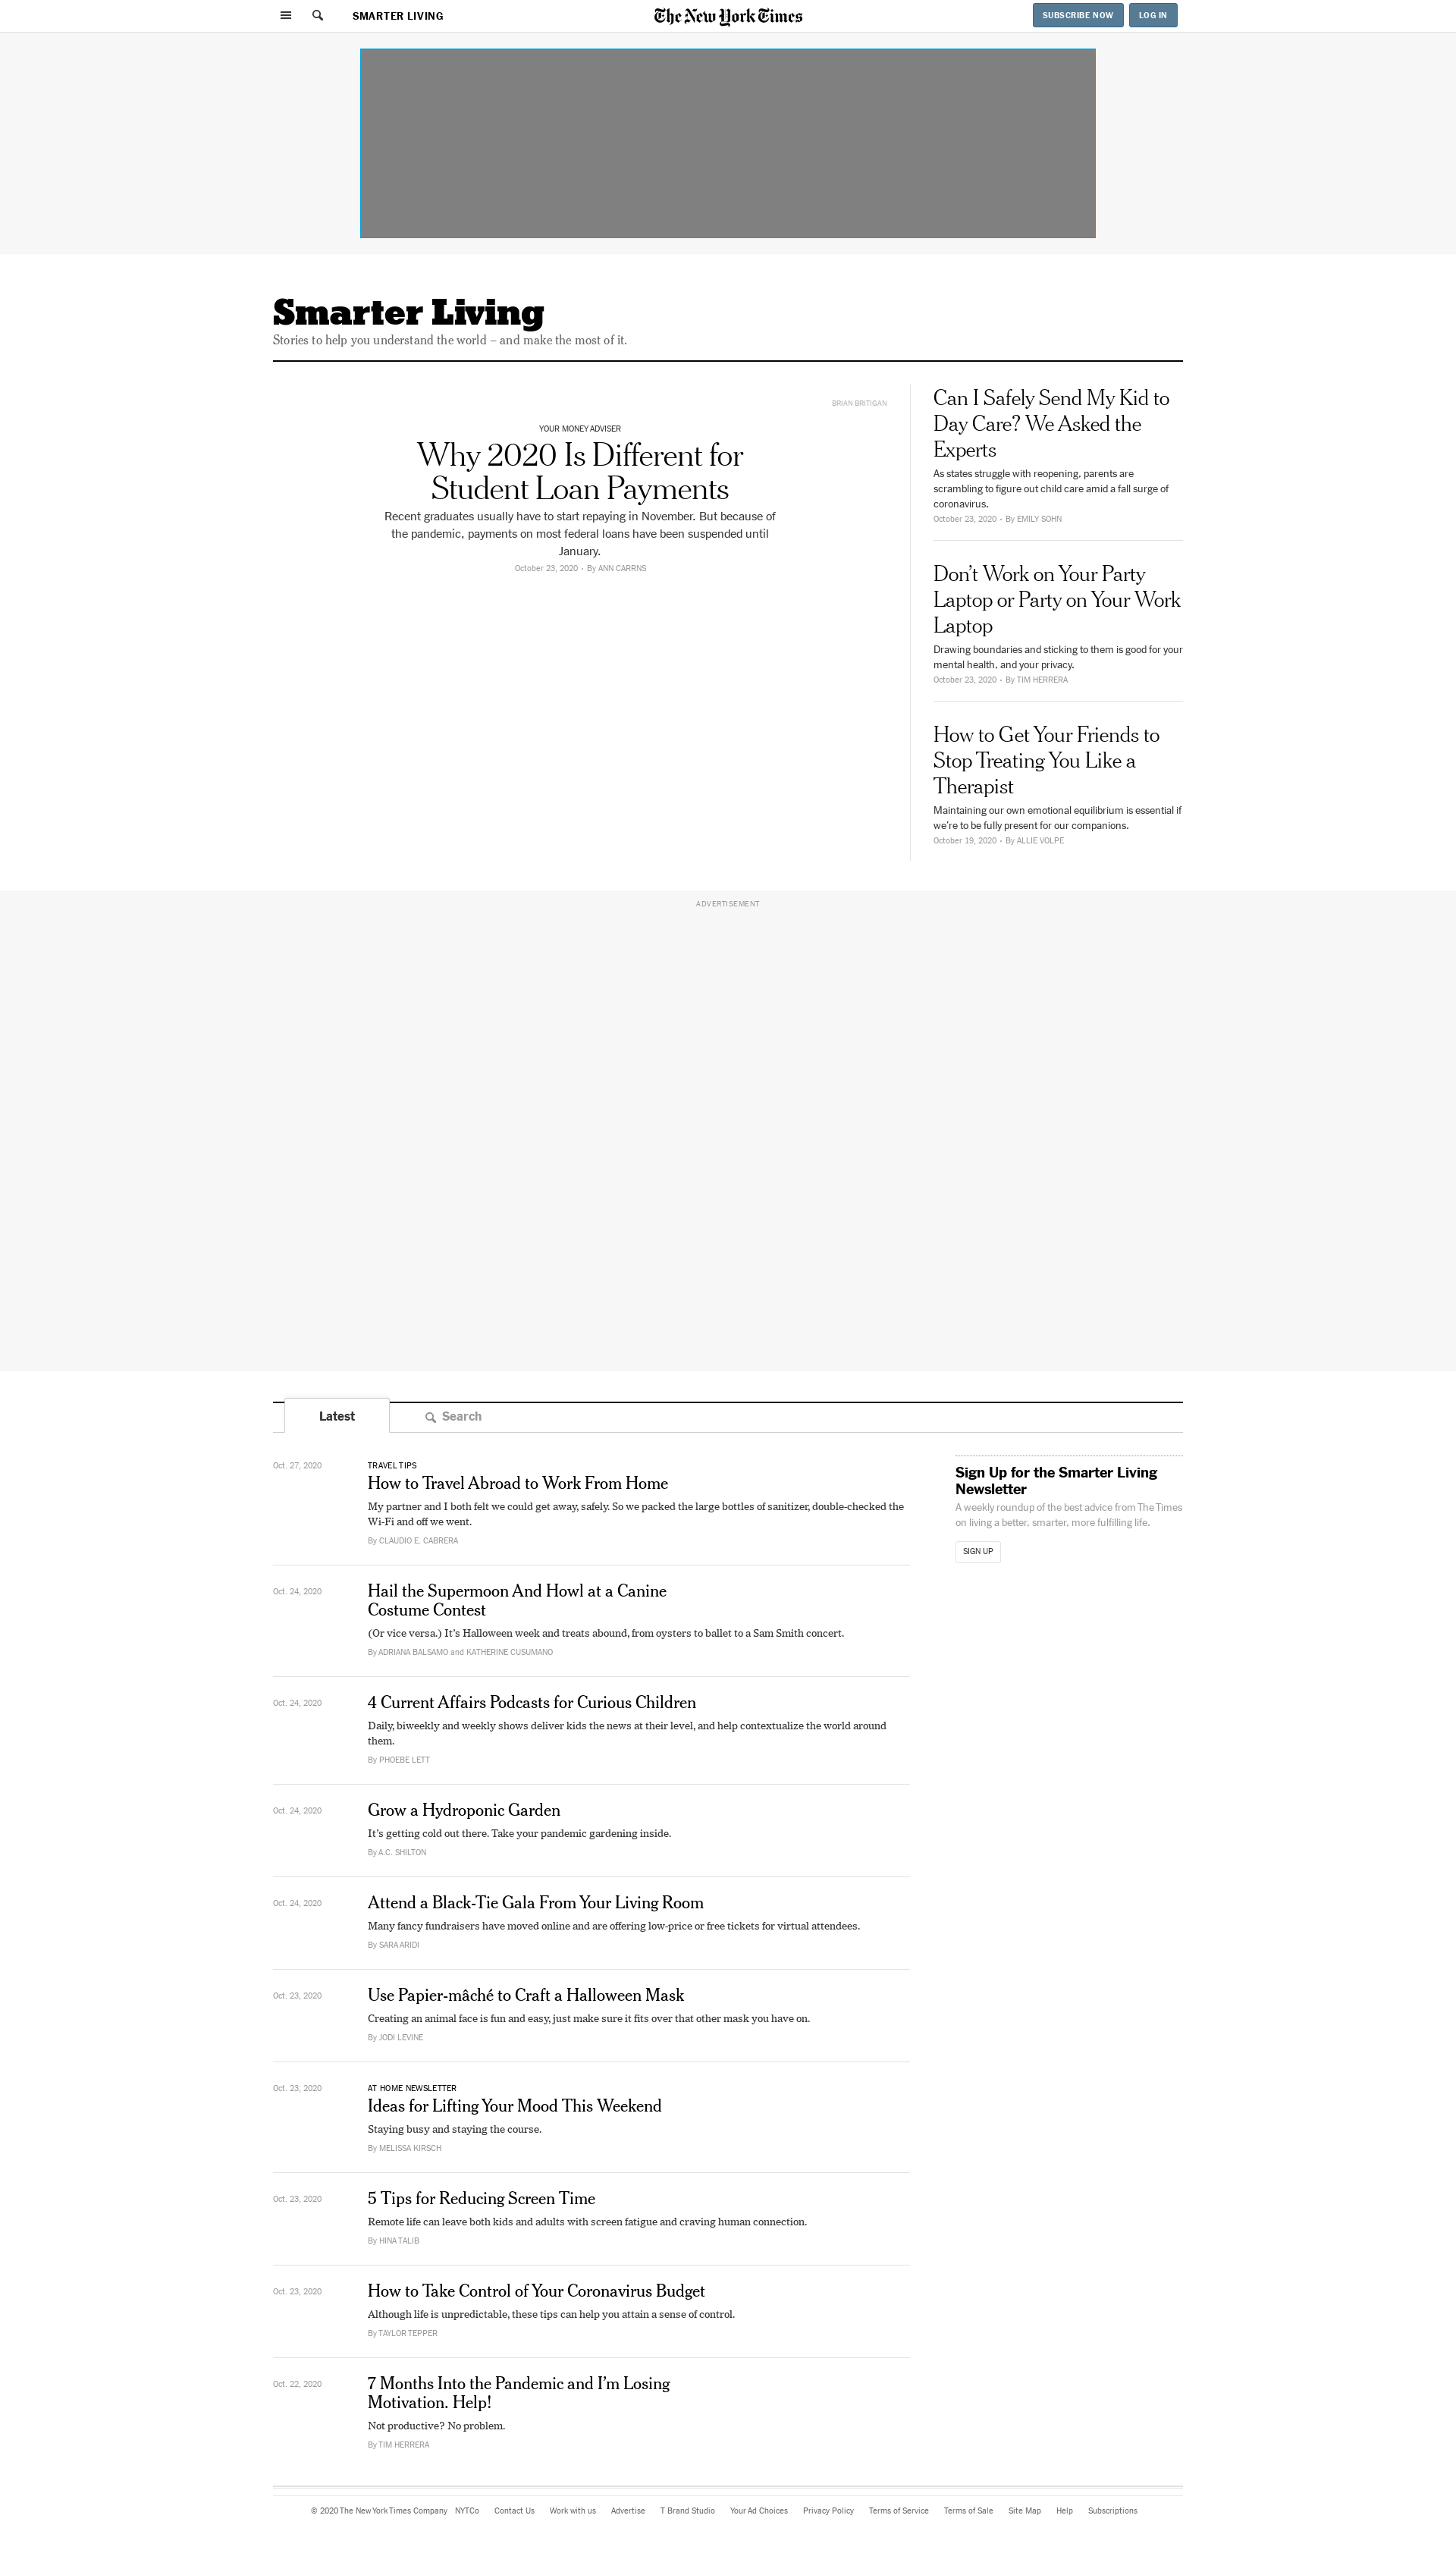 SMARTER LIVING
The New York Times
SUBSCRIBE NOW
LOG IN
Smarter Living
Stories to help you understand the world – and make the most of it.
BRIAN BRITIGAN
YOUR MONEY ADVISER
Why 2020 Is Different for
Student Loan Payments
Recent graduates usually have to start repaying in November. But because of
the pandemic, payments on most federal loans have been suspended until
January.
October 23, 2020 · By ANN CARRNS
Can I Safely Send My Kid to
Day Care? We Asked the
Experts
As states struggle with reopening, parents are
scrambling to figure out child care amid a fall surge of
coronavirus.
October 23, 2020 · By EMILY SOHN
Don’t Work on Your Party
Laptop or Party on Your Work
Laptop
Drawing boundaries and sticking to them is good for your
mental health, and your privacy.
October 23, 2020 · By TIM HERRERA
How to Get Your Friends to
Stop Treating You Like a
Therapist
Maintaining our own emotional equilibrium is essential if
we’re to be fully present for our companions.
October 19, 2020 · By ALLIE VOLPE
ADVERTISEMENT
Latest
Search
Oct. 27, 2020
TRAVEL TIPS
How to Travel Abroad to Work From Home
My partner and I both felt we could get away, safely. So we packed the large bottles of sanitizer, double-checked the
Wi-Fi and off we went.
By CLAUDIO E. CABRERA
Oct. 24, 2020
Hail the Supermoon And Howl at a Canine
Costume Contest
(Or vice versa.) It’s Halloween week and treats abound, from oysters to ballet to a Sam Smith concert.
By ADRIANA BALSAMO and KATHERINE CUSUMANO
Oct. 24, 2020
4 Current Affairs Podcasts for Curious Children
Daily, biweekly and weekly shows deliver kids the news at their level, and help contextualize the world around
them.
By PHOEBE LETT
Oct. 24, 2020
Grow a Hydroponic Garden
It’s getting cold out there. Take your pandemic gardening inside.
By A.C. SHILTON
Oct. 24, 2020
Attend a Black-Tie Gala From Your Living Room
Many fancy fundraisers have moved online and are offering low-price or free tickets for virtual attendees.
By SARA ARIDI
Oct. 23, 2020
Use Papier-mâché to Craft a Halloween Mask
Creating an animal face is fun and easy, just make sure it fits over that other mask you have on.
By JODI LEVINE
Oct. 23, 2020
AT HOME NEWSLETTER
Ideas for Lifting Your Mood This Weekend
Staying busy and staying the course.
By MELISSA KIRSCH
Oct. 23, 2020
5 Tips for Reducing Screen Time
Remote life can leave both kids and adults with screen fatigue and craving human connection.
By HINA TALIB
Oct. 23, 2020
How to Take Control of Your Coronavirus Budget
Although life is unpredictable, these tips can help you attain a sense of control.
By TAYLOR TEPPER
Oct. 22, 2020
7 Months Into the Pandemic and I’m Losing
Motivation. Help!
Not productive? No problem.
By TIM HERRERA
Sign Up for the Smarter Living
Newsletter
A weekly roundup of the best advice from The Times
on living a better, smarter, more fulfilling life.
SIGN UP
© 2020 The New York Times Company NYTCo Contact Us Work with us Advertise T Brand Studio Your Ad Choices Privacy Policy Terms of Service Terms of Sale Site Map Help Subscriptions